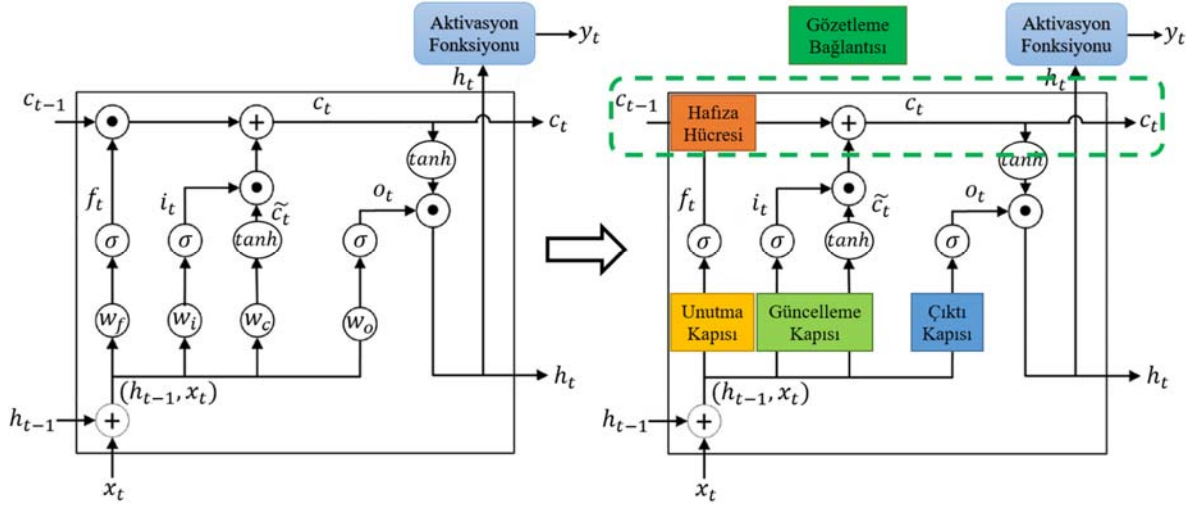 Aktivasyon
Fonksiyonu
y_t
h_t
c_{t-1}
c_t
c_t
tanh
f_t
i_t
c̃_t
o_t
σ
σ
tanh
σ
w_f
w_i
w_c
w_o
(h_{t-1}, x_t)
h_t
h_{t-1}
x_t
Gözetleme
Bağlantısı
Aktivasyon
Fonksiyonu
y_t
h_t
c_{t-1}
Hafıza
Hücresi
c_t
c_t
tanh
f_t
i_t
c̃_t
o_t
σ
σ
tanh
σ
Unutma
Kapısı
Güncelleme
Kapısı
Çıktı
Kapısı
(h_{t-1}, x_t)
h_t
h_{t-1}
x_t